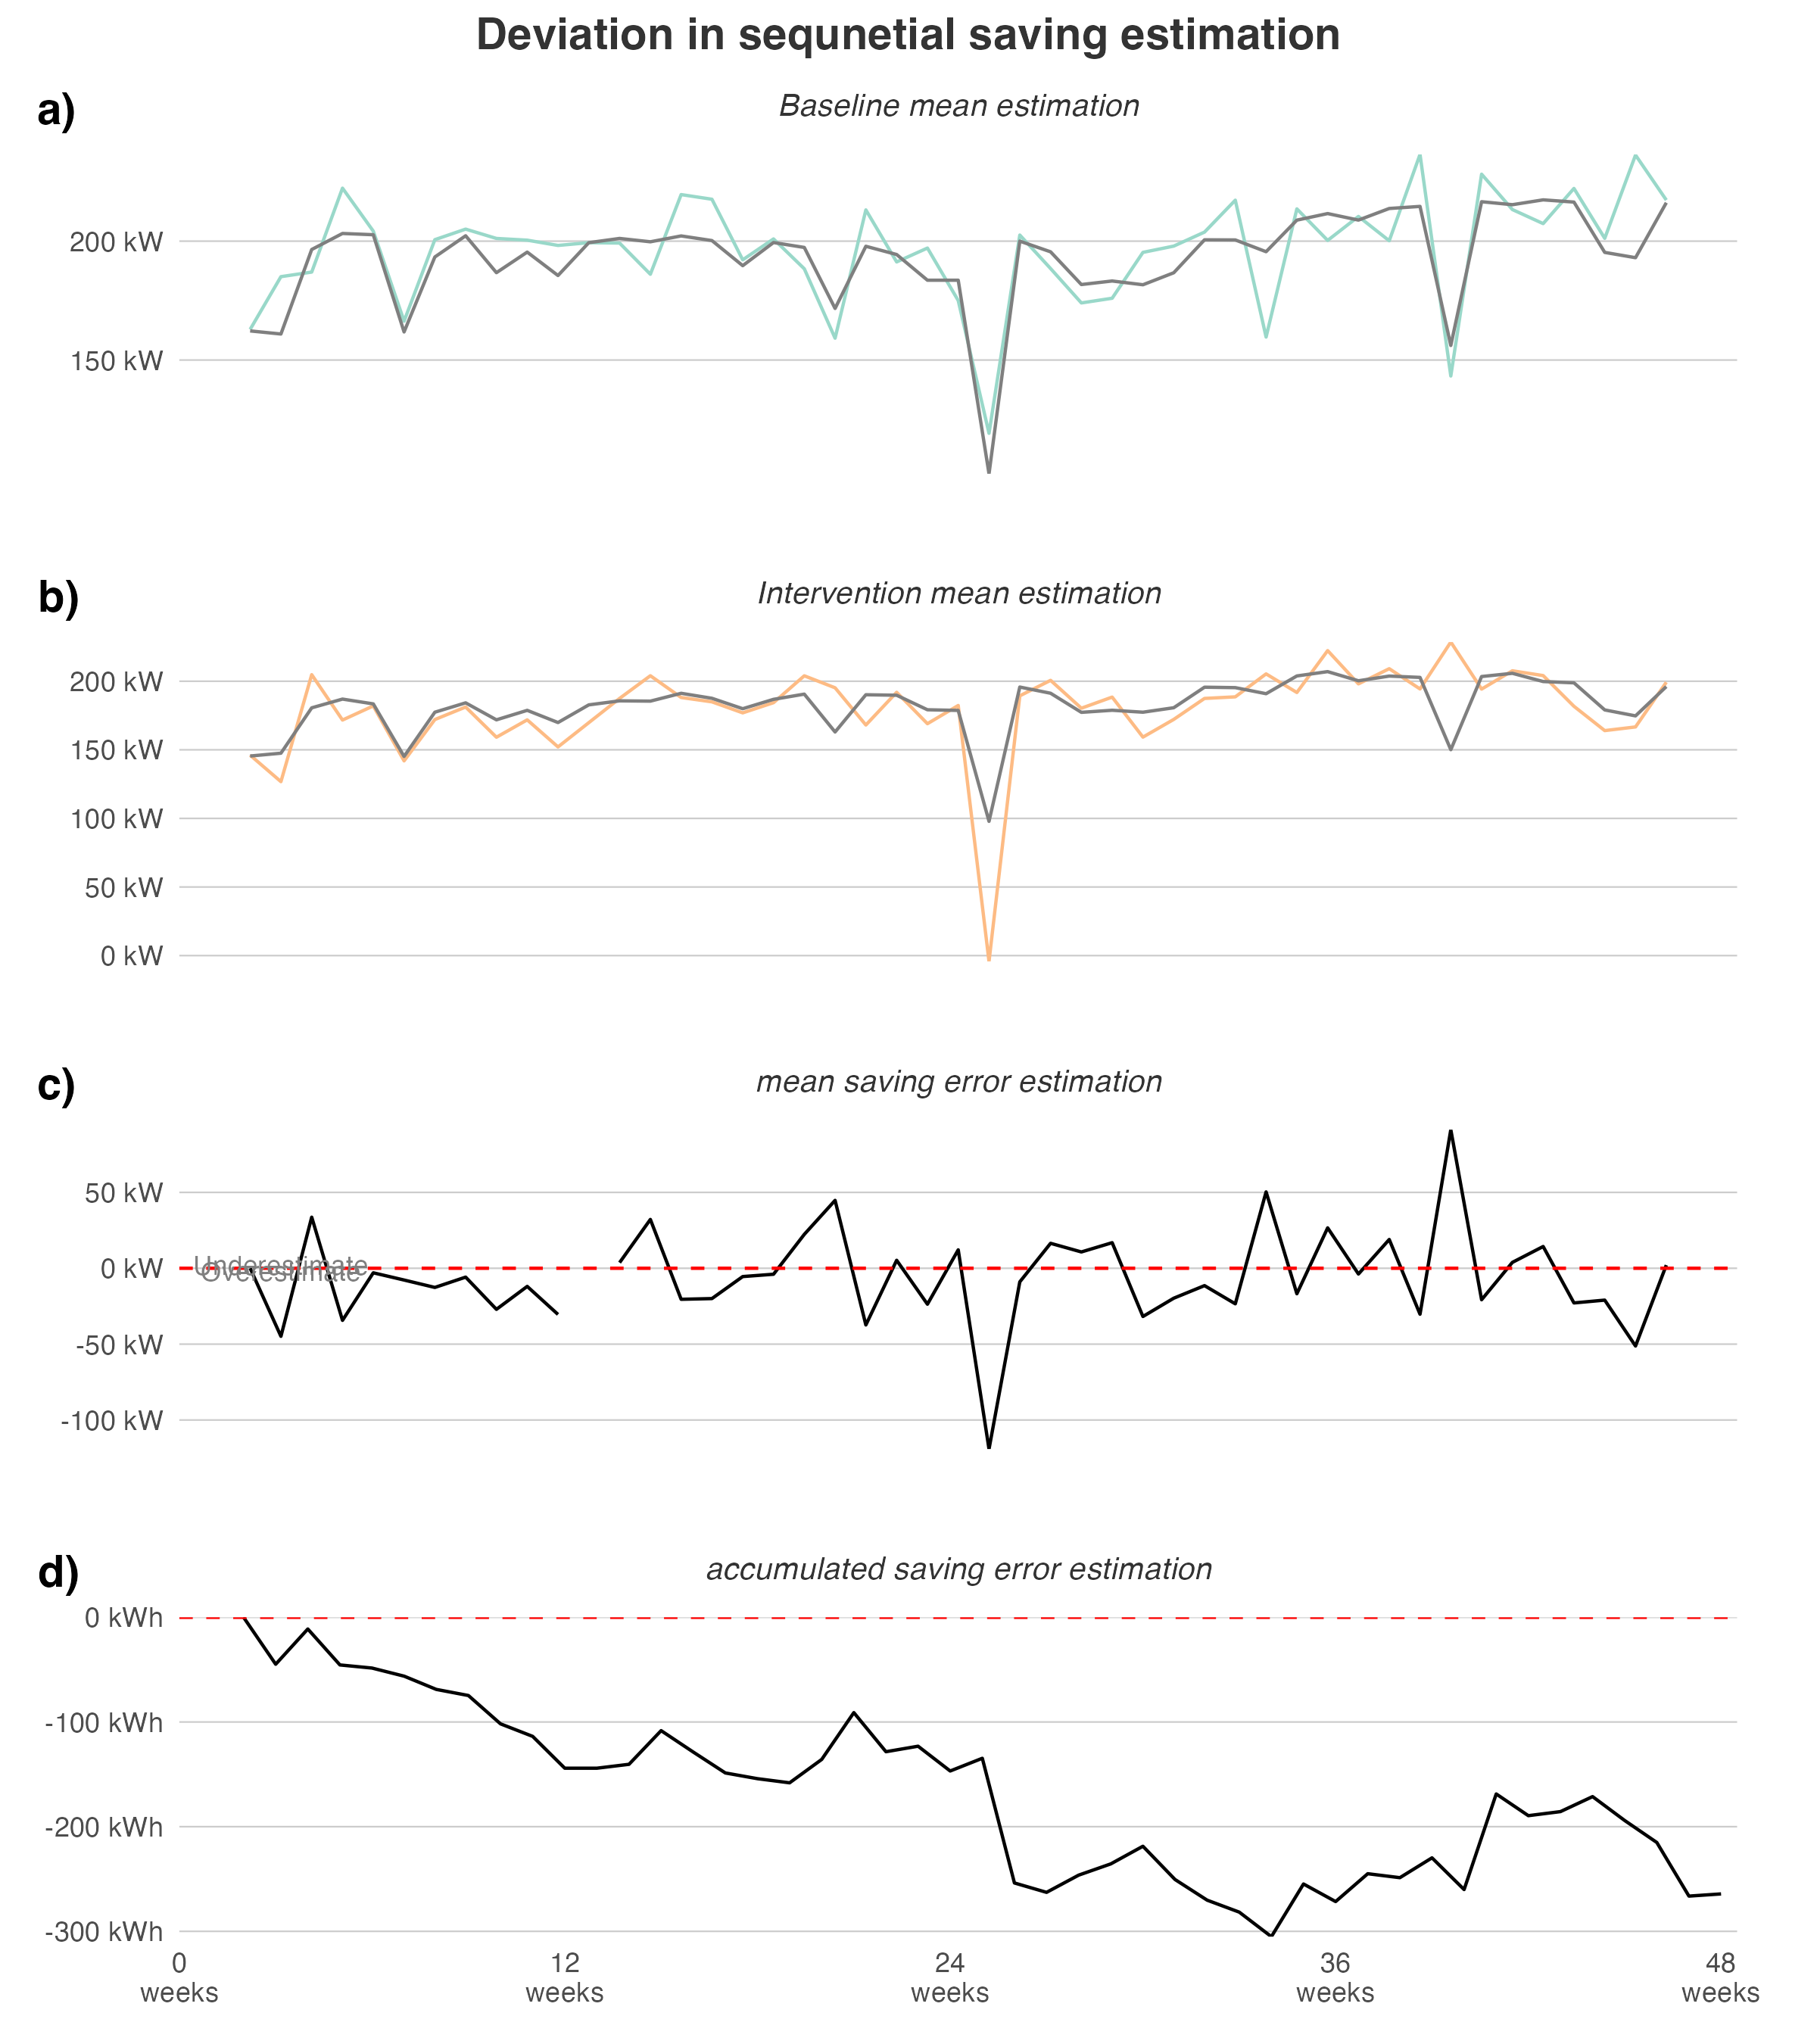 Deviation in sequnetial saving estimation
a)
Baseline mean estimation
200 kW
150 kW
b)
Intervention mean estimation
200 kW
150 kW
100 kW
50 kW
0 kW
c)
mean saving error estimation
50 kW
Underestimate
0 kW
Overestimate
-50 kW
-100 kW
d)
accumulated saving error estimation
0 kWh
-100 kWh
-200 kWh
-300 kWh
0 weeks
12 weeks
24 weeks
36 weeks
48 weeks